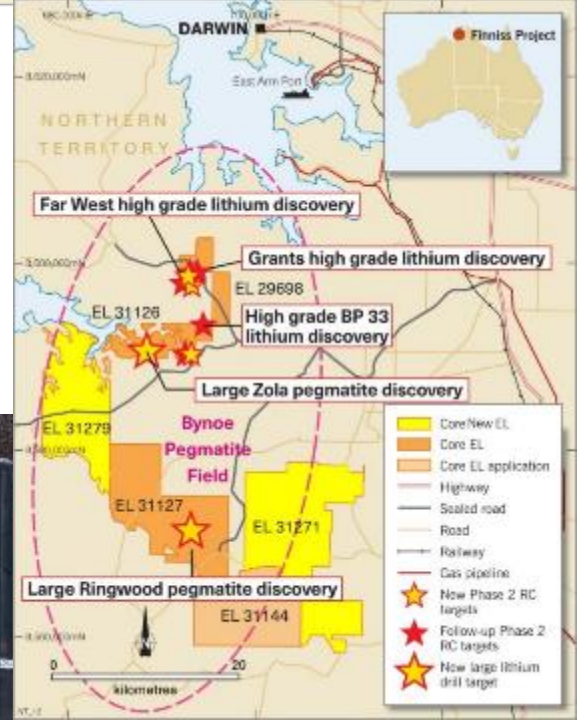 DARWIN
Finniss Project
East Arm Port
NORTHERN
TERRITORY
Far West high grade lithium discovery
Grants high grade lithium discovery
EL 29698
EL 31126
High grade BP 33
lithium discovery
Large Zola pegmatite discovery
EL 31279
Bynoe
Pegmatite
Field
EL 31127
EL 31271
Large Ringwood pegmatite discovery
EL 31144
Core New EL
Core EL
Core EL application
Highway
Sealed road
Road
Railway
Gas pipeline
New Phase 2 RC
targets
Follow-up Phase 2
RC targets
New large lithium
drill target
0 20
kilometres